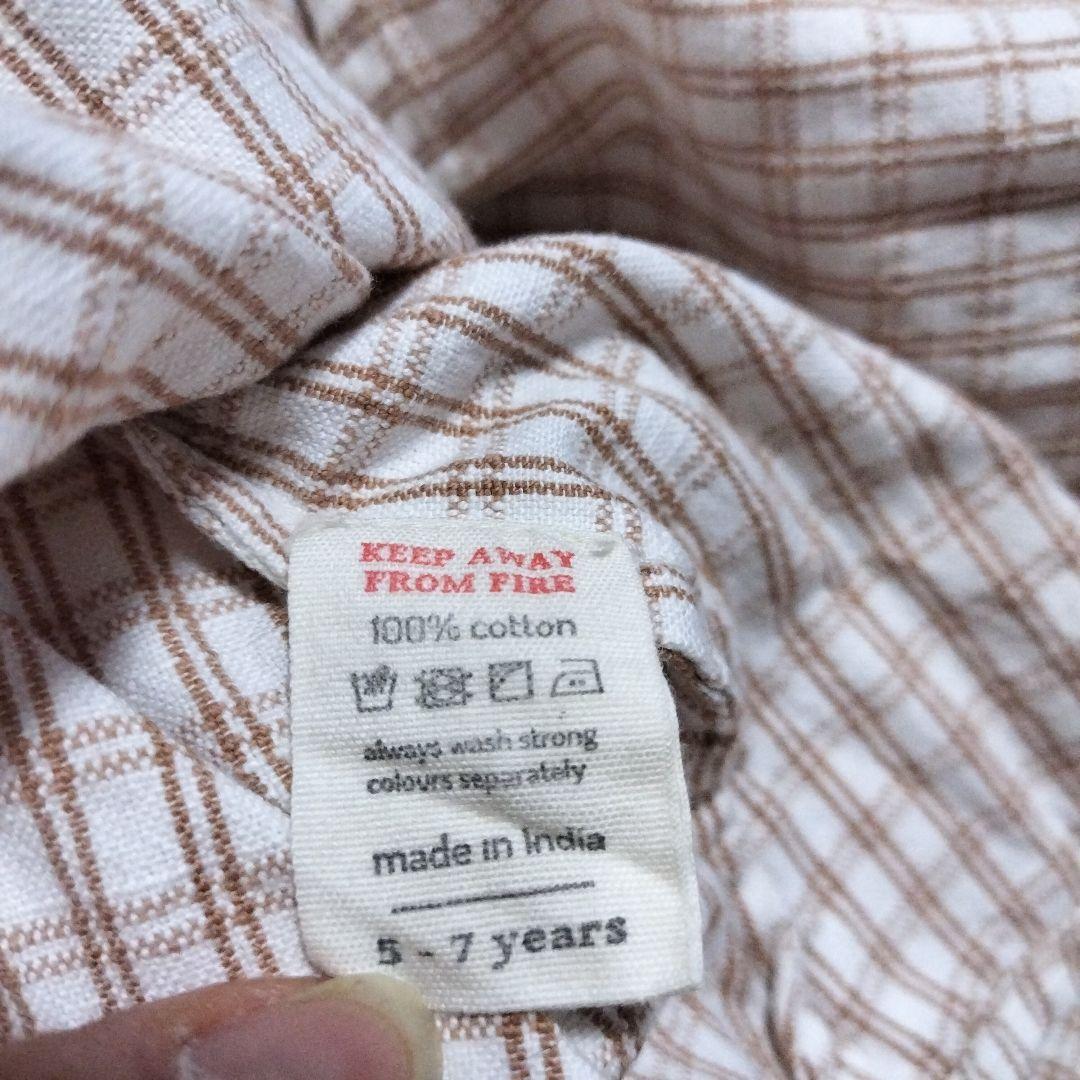 KEEP AWAY
FROM FIRE
100% cotton
always wash strong
colours separately
made in India
5 - 7 years